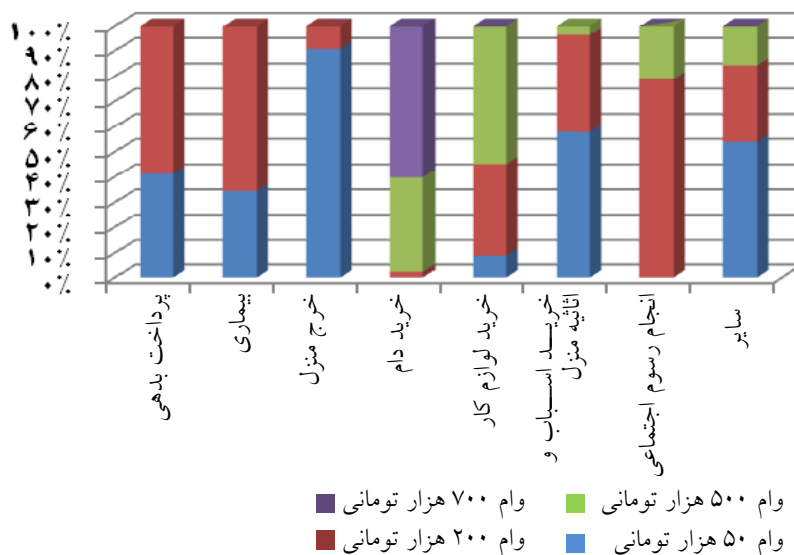 ۱۰۰٪
۹۰٪
۸۰٪
۷۰٪
۶۰٪
۵۰٪
۴۰٪
۳۰٪
۲۰٪
۱۰٪
۰٪
پرداخت بدهی
بیماری
خرج منزل
خرید دام
خرید لوازم کار
خریــد اســـباب و
اثاثیه منزل
انجام رسوم اجتماعی
سایر
وام ۵۰۰ هزار تومانی
وام ۷۰۰ هزار تومانی
وام ۵۰ هزار تومانی
وام ۲۰۰ هزار تومانی